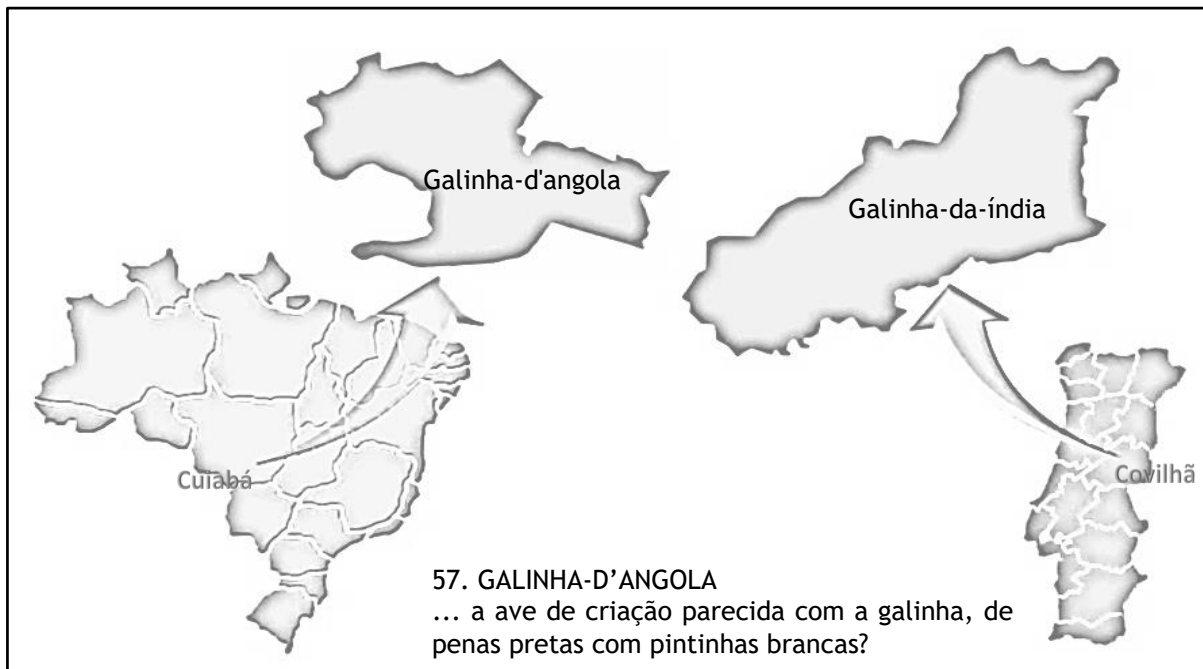 Galinha-d'angola
Galinha-da-índia
Cuiabá
Covilhã
57. GALINHA-D’ANGOLA
... a ave de criação parecida com a galinha, de
penas pretas com pintinhas brancas?